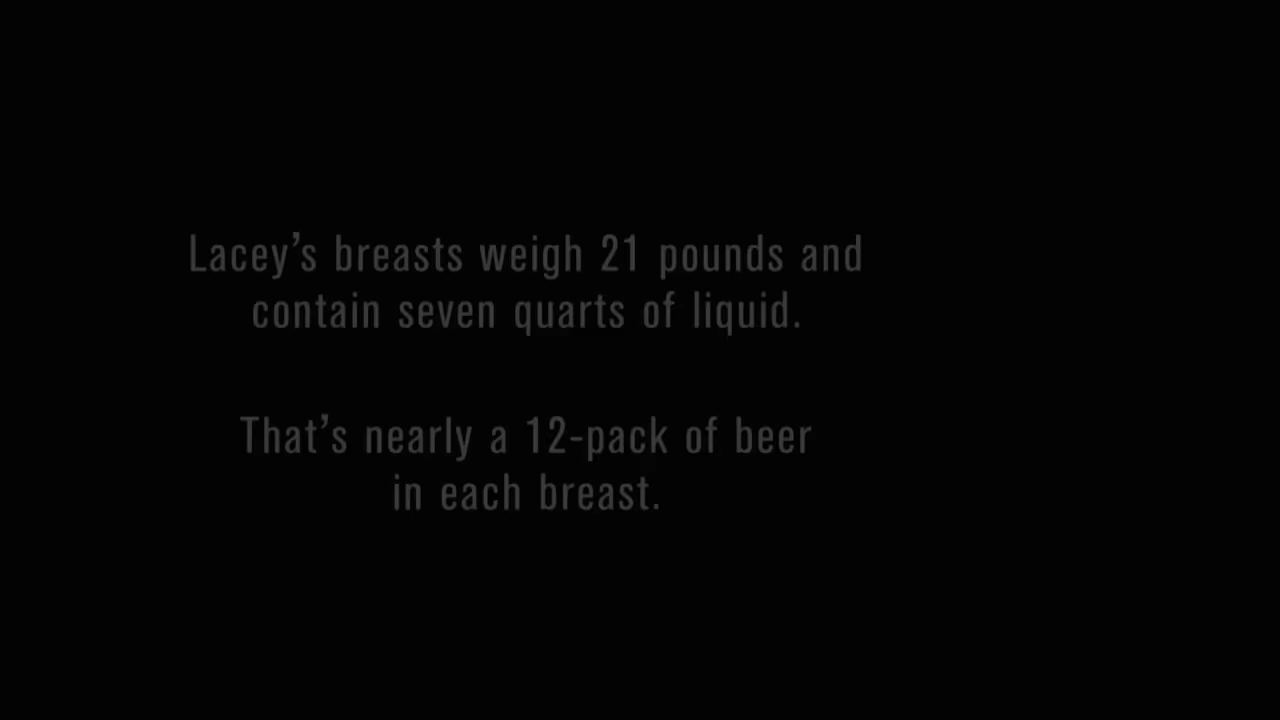 Lacey’s breasts weigh 21 pounds and
contain seven quarts of liquid.
That’s nearly a 12-pack of beer
in each breast.